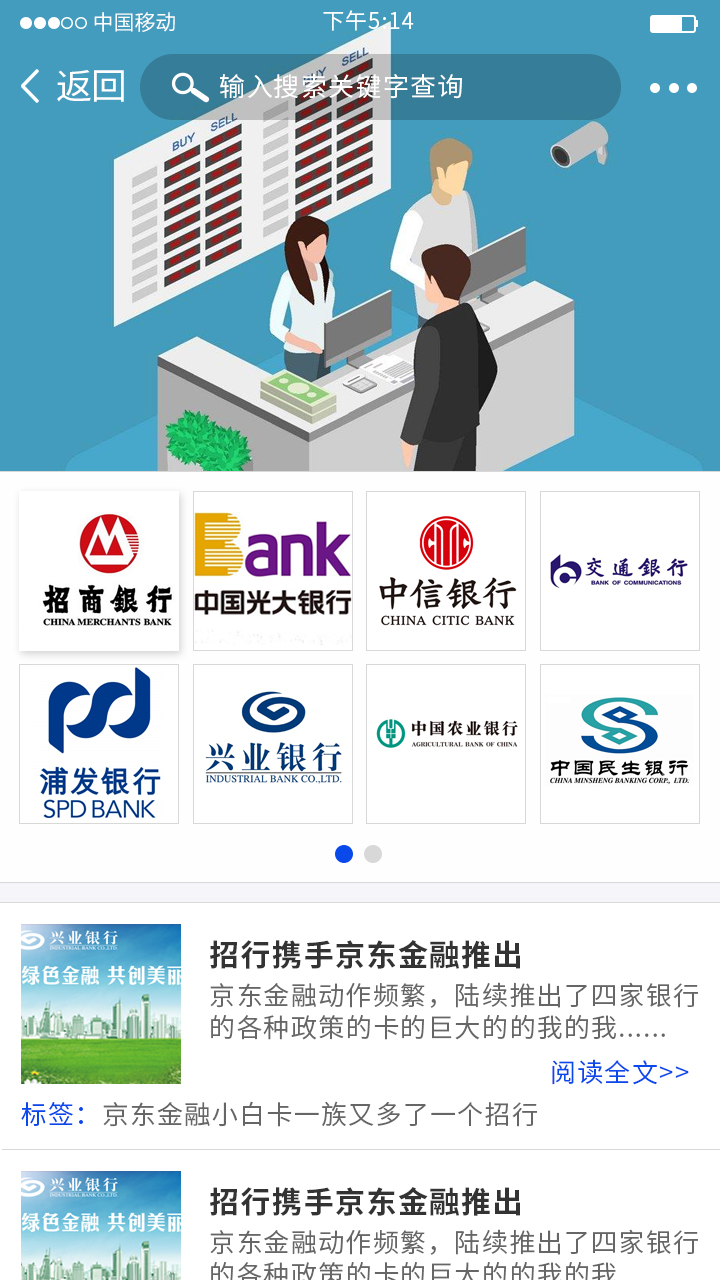 中国移动
下午5:14
返回
输入搜索关键字查询
BUY SELL
BUY SELL
招商銀行
CHINA MERCHANTS BANK
Bank
中国光大银行
中信银行
CHINA CITIC BANK
交通銀行
BANK OF COMMUNICATIONS
浦发银行
SPD BANK
兴业银行
INDUSTRIAL BANK CO.,LTD.
中国农业银行
AGRICULTURAL BANK OF CHINA
中国民生银行
CHINA MINSHENG BANKING CORP., LTD.
兴业银行
INDUSTRIAL BANK CO.,LTD.
绿色金融 共创美丽
招行携手京东金融推出
京东金融动作频繁，陆续推出了四家银行
的各种政策的卡的巨大的的我的我......
阅读全文>>
标签：京东金融小白卡一族又多了一个招行
兴业银行
INDUSTRIAL BANK CO.,LTD.
绿色金融 共创美丽
招行携手京东金融推出
京东金融动作频繁，陆续推出了四家银行
的各种政策的卡的巨大的的我的我